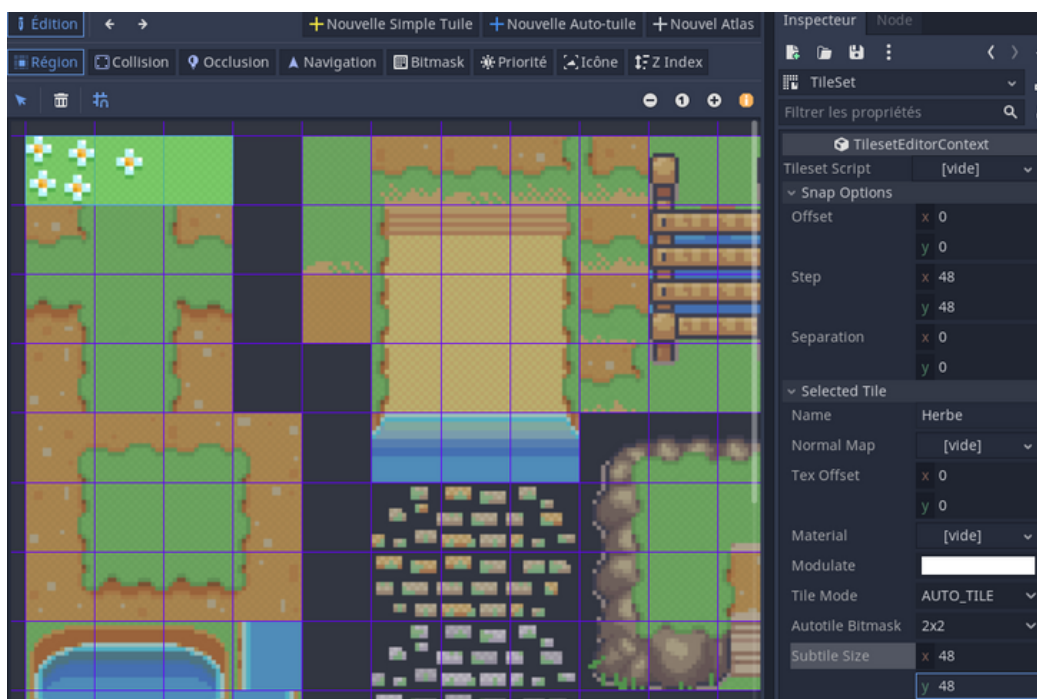 Édition + Nouvelle Simple Tuile + Nouvelle Auto-tuile + Nouvel Atlas
Région Collision Occlusion Navigation Bitmask Priorité Icône Z Index
Inspecteur Node
TileSet
Filtrer les propriétés
TilesetEditorContext
Tileset Script [vide]
Snap Options
Offset x 0
y 0
Step x 48
y 48
Separation x 0
y 0
Selected Tile
Name Herbe
Normal Map [vide]
Tex Offset x 0
y 0
Material [vide]
Modulate
Tile Mode AUTO_TILE
Autotile Bitmask 2x2
Subtile Size x 48
y 48